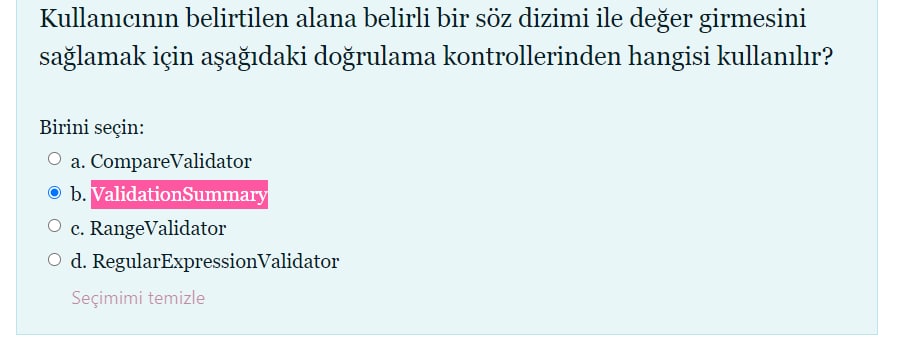 Kullanıcının belirtilen alana belirli bir söz dizimi ile değer girmesini
sağlamak için aşağıdaki doğrulama kontrollerinden hangisi kullanılır?
Birini seçin:
a. CompareValidator
b. ValidationSummary
c. RangeValidator
d. RegularExpressionValidator
Seçimimi temizle